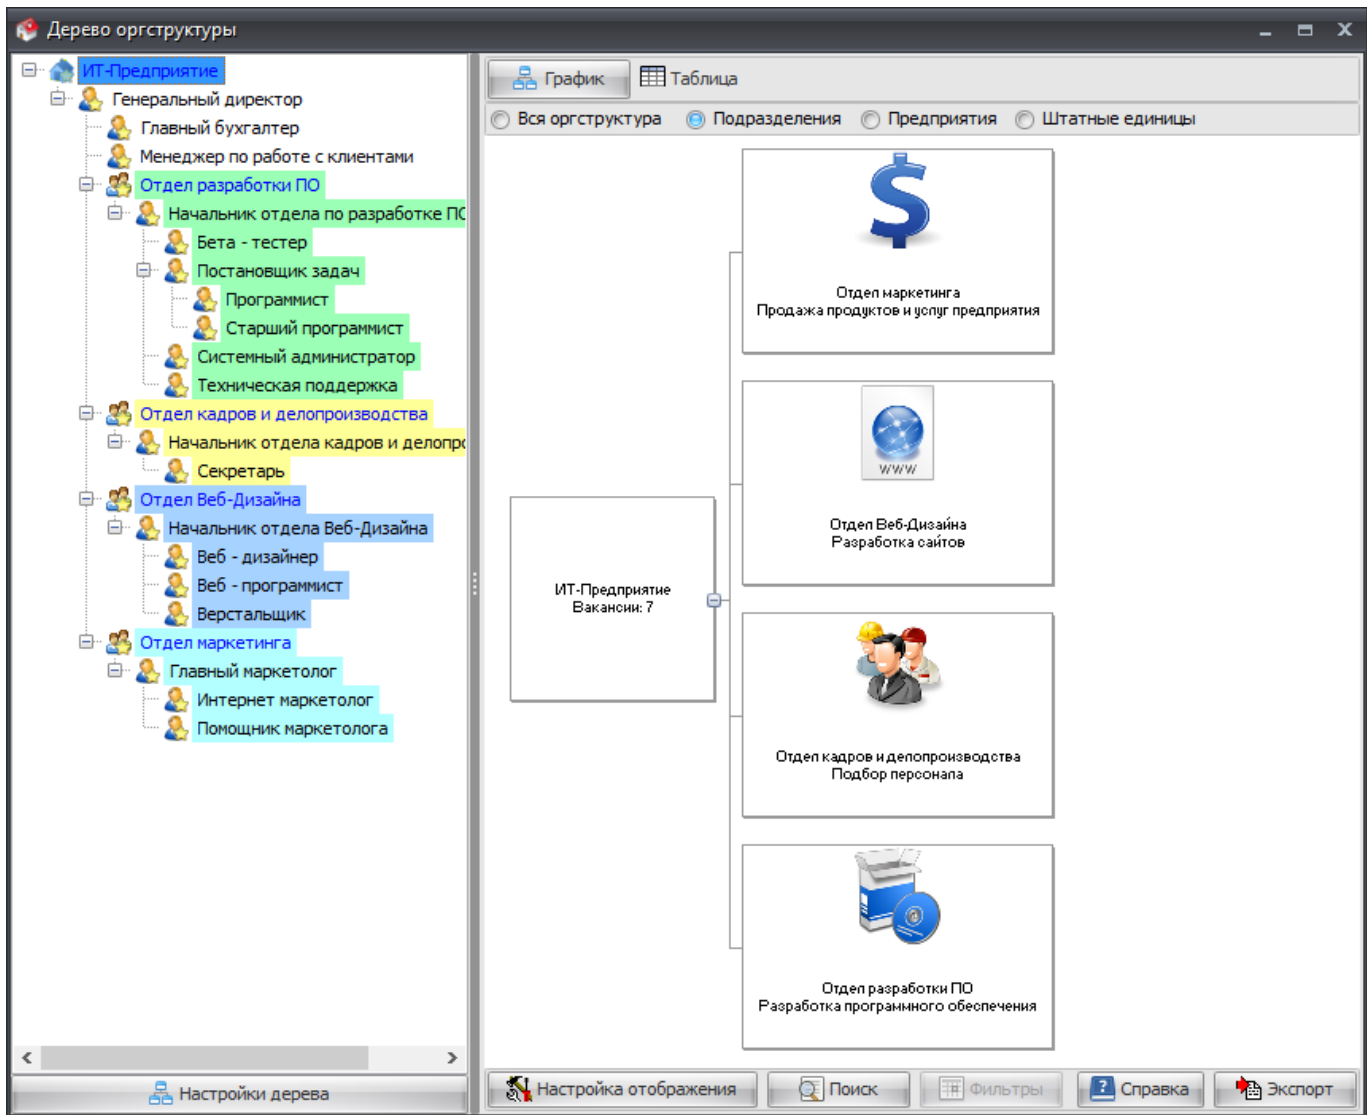 Дерево оргструктуры
ИТ-Предприятие
Генеральный директор
Главный бухгалтер
Менеджер по работе с клиентами
Отдел разработки ПО
Начальник отдела по разработке ПО
Бета - тестер
Постановщик задач
Программист
Старший программист
Системный администратор
Техническая поддержка
Отдел кадров и делопроизводства
Начальник отдела кадров и делопро
Секретарь
Отдел Веб-Дизайна
Начальник отдела Веб-Дизайна
Веб - дизайнер
Веб - программист
Верстальщик
Отдел маркетинга
Главный маркетолог
Интернет маркетолог
Помощник маркетолога
Настройки дерева
График Таблица
Вся оргструктура Подразделения Предприятия Штатные единицы
ИТ-Предприятие
Вакансии: 7
$
Отдел маркетинга
Продажа продуктов и услуг предприятия
www
Отдел Веб-Дизайна
Разработка сайтов
Отдел кадров и делопроизводства
Подбор персонала
Отдел разработки ПО
Разработка программного обеспечения
Настройка отображения Поиск Фильтры ? Справка Экспорт